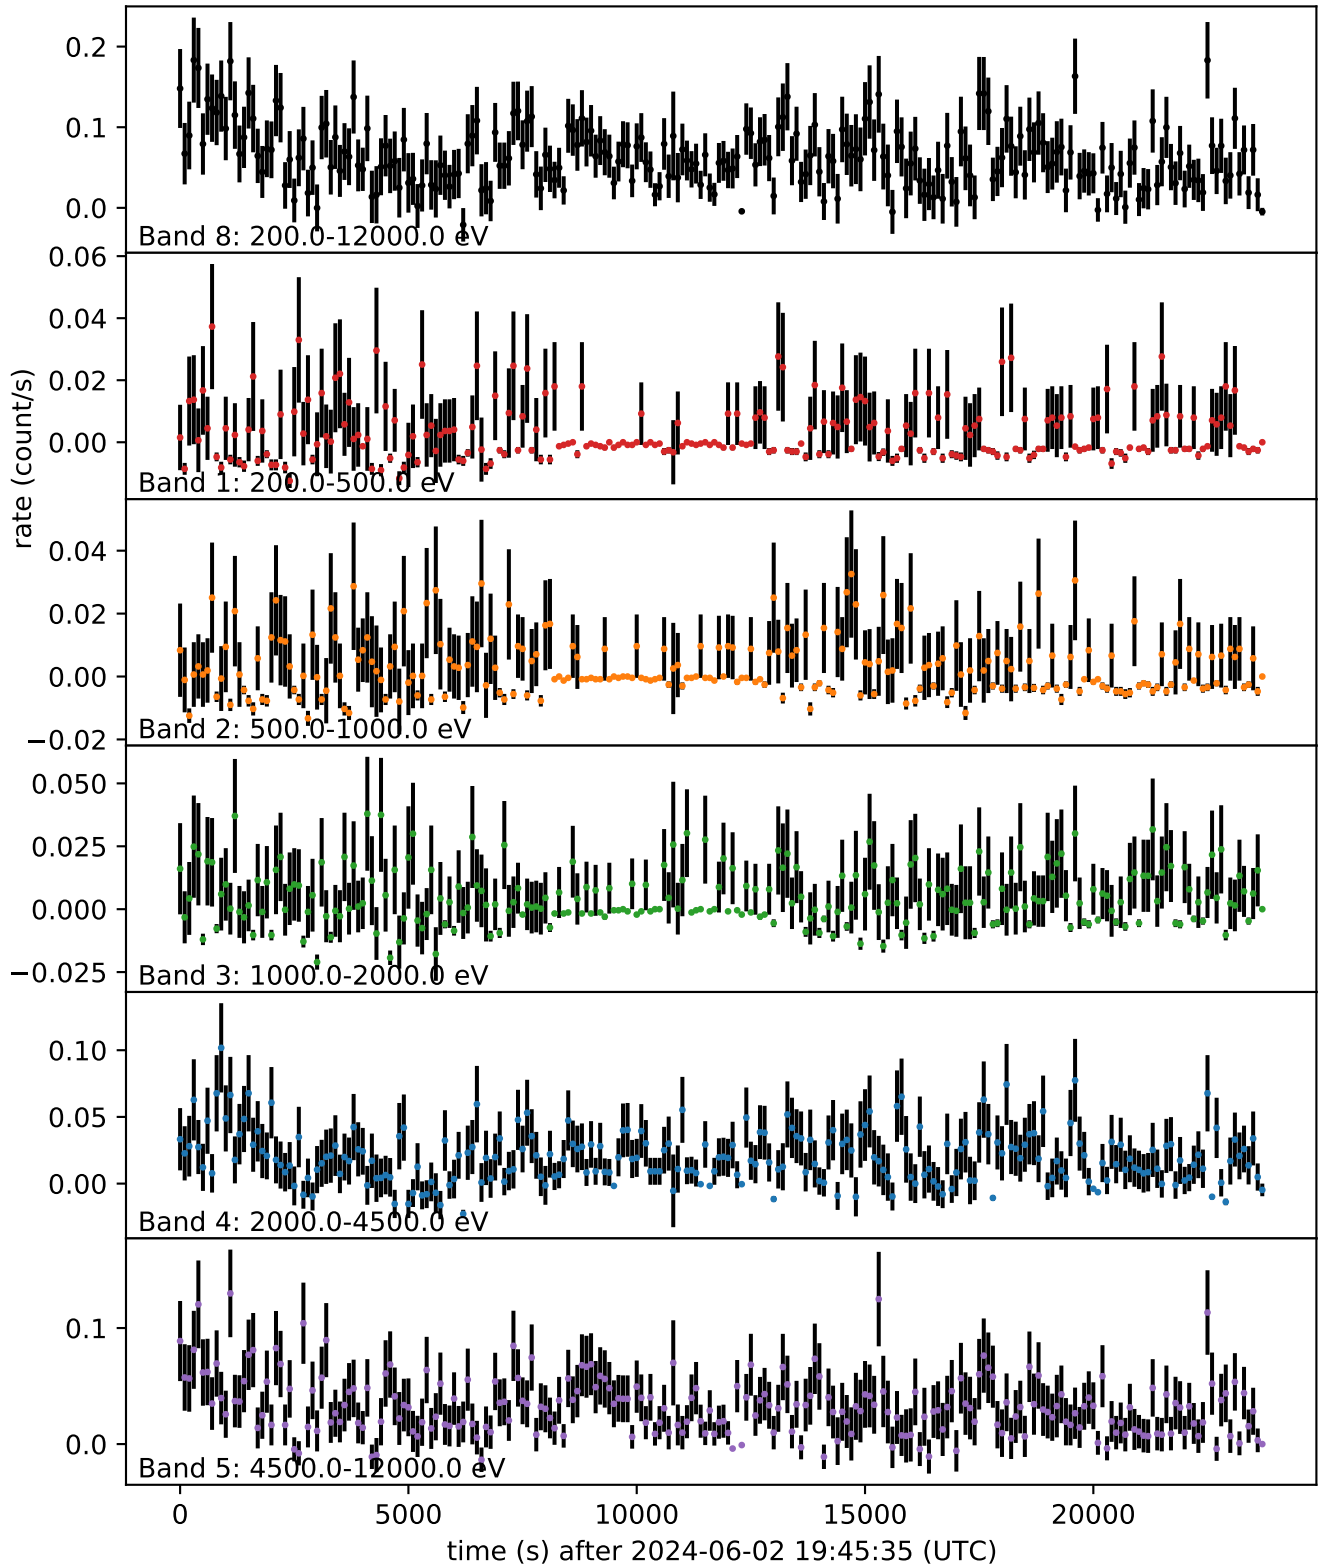 0.2
0.1
0.0
Band 8: 200.0-12000.0 eV
0.06
0.04
0.02
0.00
Band 1: 200.0-500.0 eV
rate (count/s)
0.04
0.02
0.00
−0.02
Band 2: 500.0-1000.0 eV
0.050
0.025
0.000
−0.025
Band 3: 1000.0-2000.0 eV
0.10
0.05
0.00
Band 4: 2000.0-4500.0 eV
0.1
0.0
Band 5: 4500.0-12000.0 eV
0 5000 10000 15000 20000
time (s) after 2024-06-02 19:45:35 (UTC)